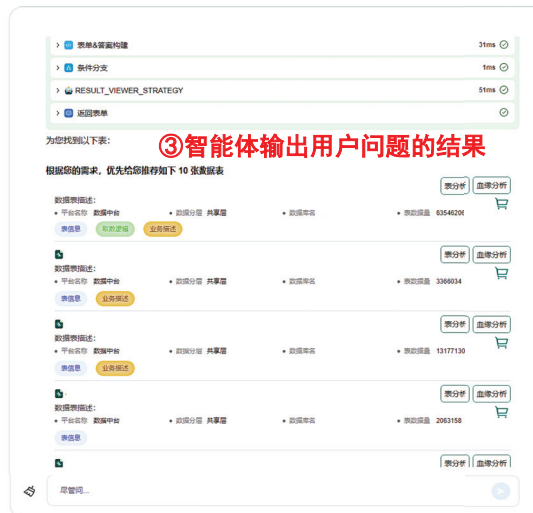 表单&答案构建 31ms
条件分支 1ms
RESULT_VIEWER_STRATEGY 51ms
返回表单
为您找到以下表：
③智能体输出用户问题的结果
根据您的需求，优先给您推荐如下 10 张数据表
表分析 血缘分析
数据表描述：
• 平台名称 数据中台 • 数据分层 共享层 • 数据库名 • 表数据量 63546206
表信息 取数逻辑 业务描述
表分析 血缘分析
数据表描述：
• 平台名称 数据中台 • 数据分层 共享层 • 数据库名 • 表数据量 3366034
表信息 业务描述
表分析 血缘分析
数据表描述：
• 平台名称 数据中台 • 数据分层 共享层 • 数据库名 • 表数据量 13177130
表信息 业务描述
表分析 血缘分析
数据表描述：
• 平台名称 数据中台 • 数据分层 共享层 • 数据库名 • 表数据量 2063158
表信息
表分析 血缘分析
尽管问...